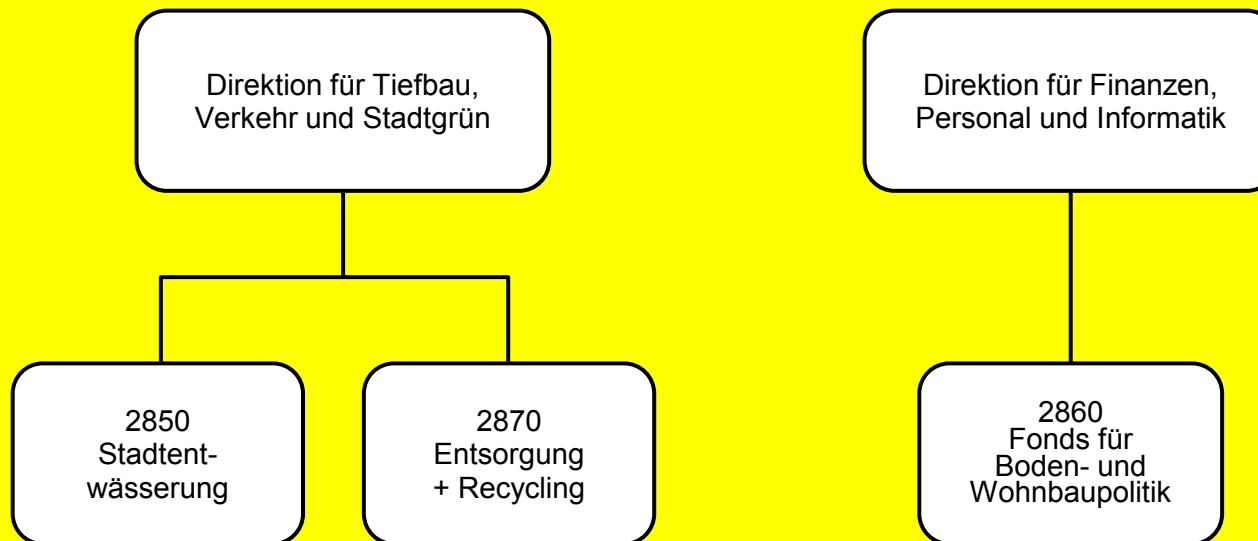 Direktion für Tiefbau,
Verkehr und Stadtgrün
Direktion für Finanzen,
Personal und Informatik
2850
Stadtent-
wässerung
2870
Entsorgung
+ Recycling
2860
Fonds für
Boden- und
Wohnbaupolitik